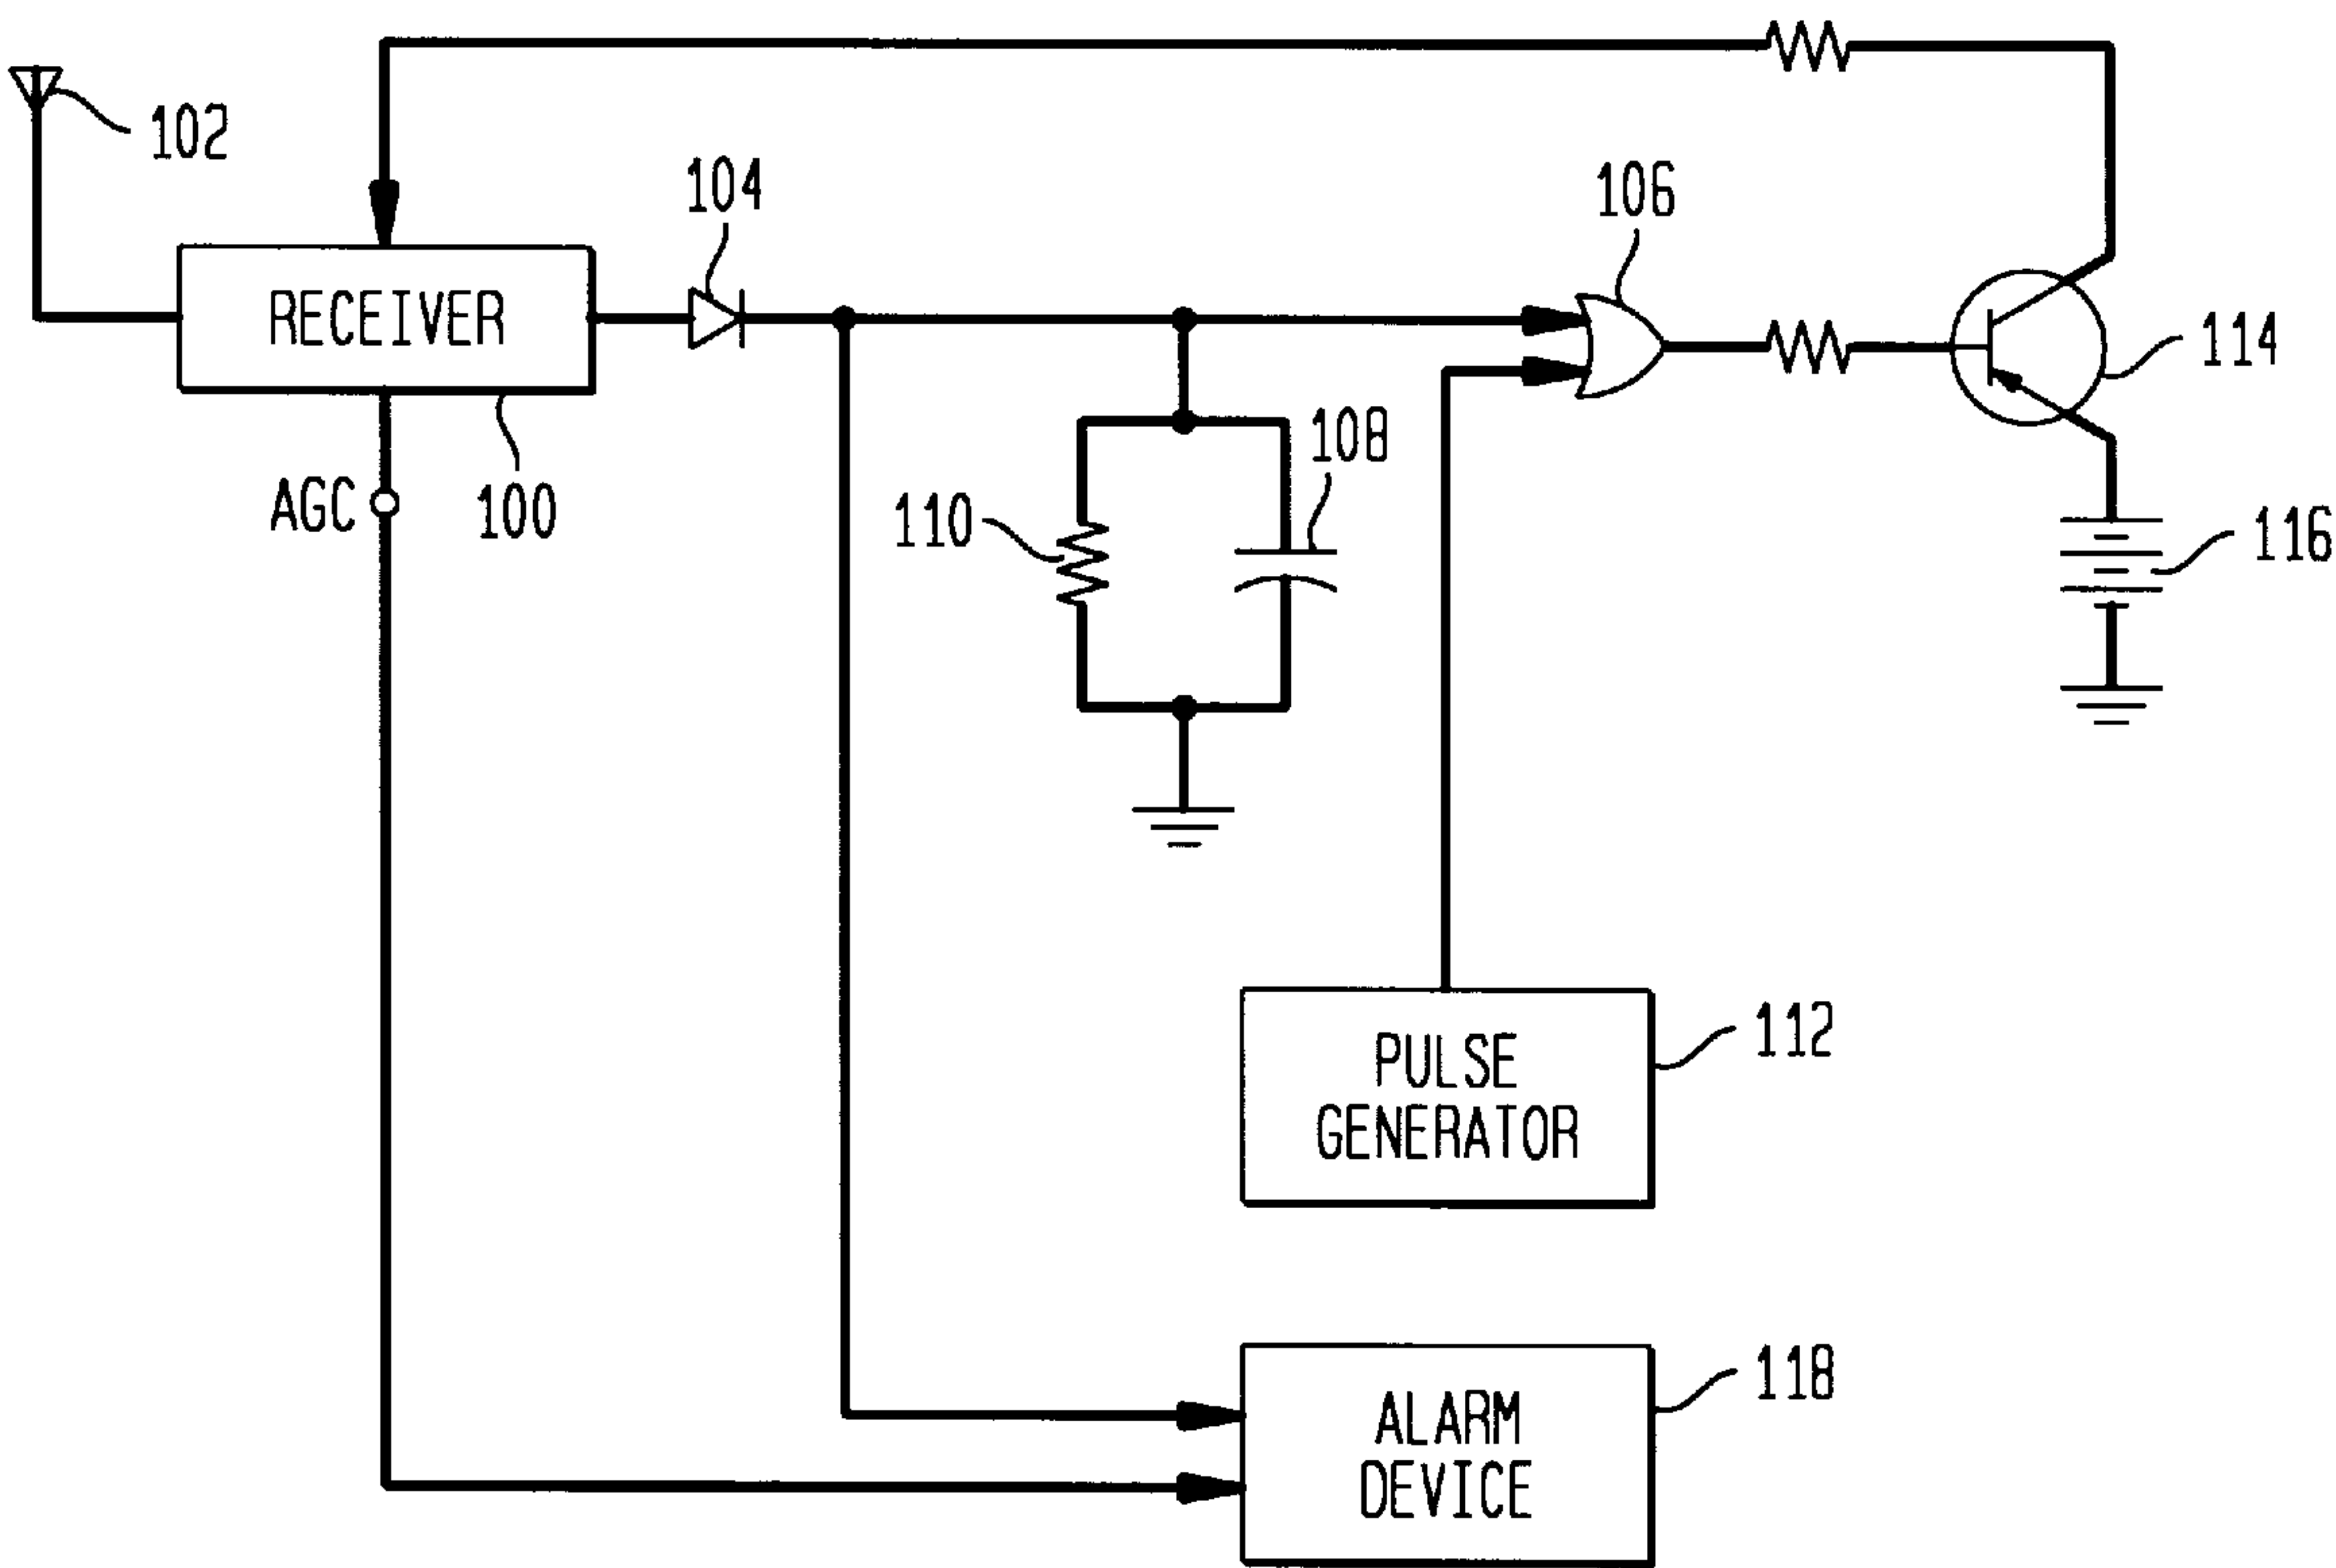 102
104
106
RECEIVER
114
108
AGC
100
110
116
112
PULSE
GENERATOR
118
ALARM
DEVICE